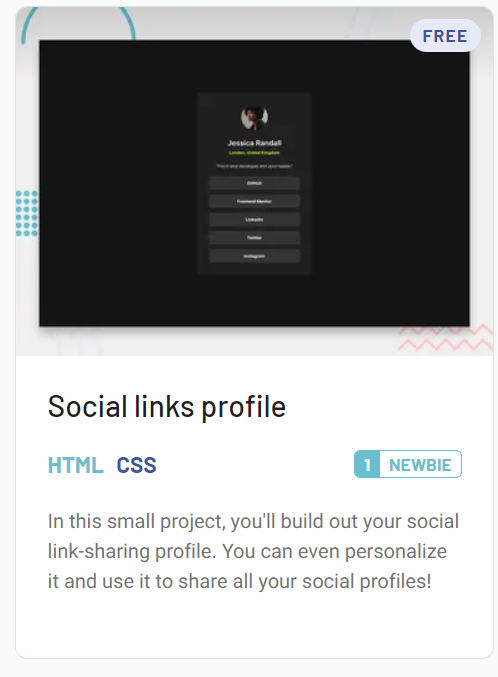 FREE
Jessica Randall
London, United Kingdom
"Front-end developer and avid reader."
GitHub
Frontend Mentor
LinkedIn
Twitter
Instagram
Social links profile
HTML CSS
1 NEWBIE
In this small project, you'll build out your social
link-sharing profile. You can even personalize
it and use it to share all your social profiles!